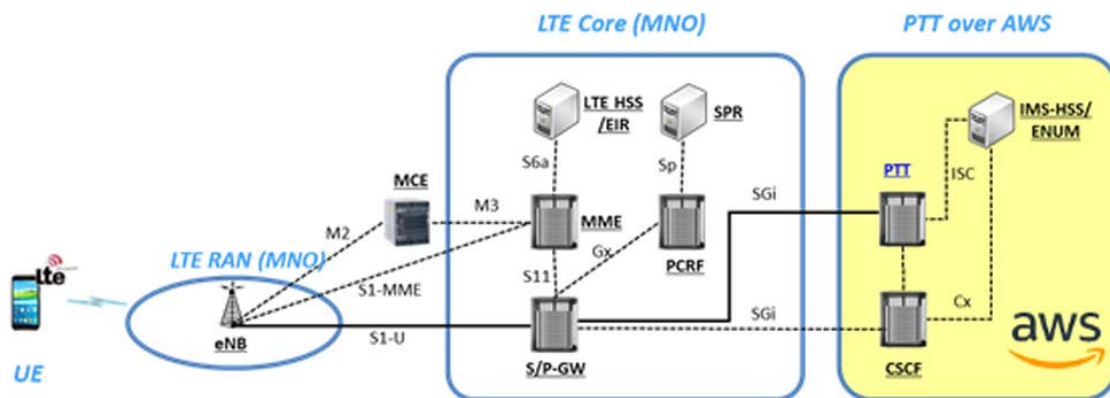 LTE Core (MNO)
PTT over AWS
LTE HSS
/EIR
SPR
IMS-HSS/
ENUM
S6a
Sp
MCE
PTT
ISC
M3
SGi
M2
MME
LTE RAN (MNO)
Gx
PCRF
Lte
S11
S1-MME
Cx
SGi
eNB
S1-U
aws
S/P-GW
CSCF
UE